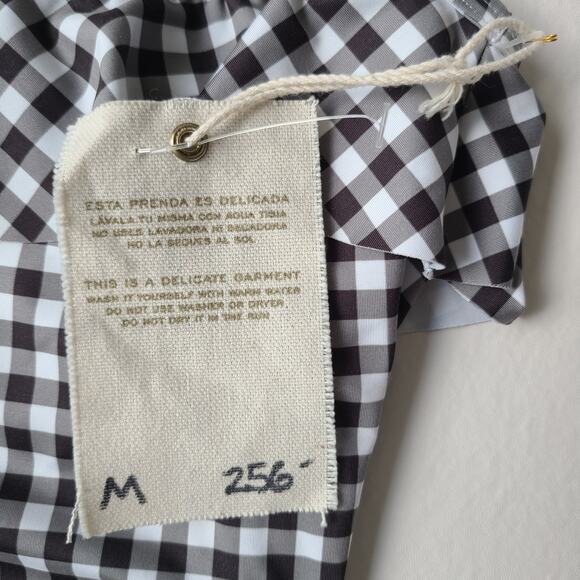 ESTA PRENDA ES DELICADA
LÁVALA TU MISMA CON AGUA TIBIA
NO USES LAVADORA NI SECADORA
NO LA SEQUES AL SOL
THIS IS A DELICATE GARMENT
WASH IT YOURSELF WITH WARM WATER
DO NOT USE WASHER OR DRYER
DO NOT DRY IT IN THE SUN
M 256